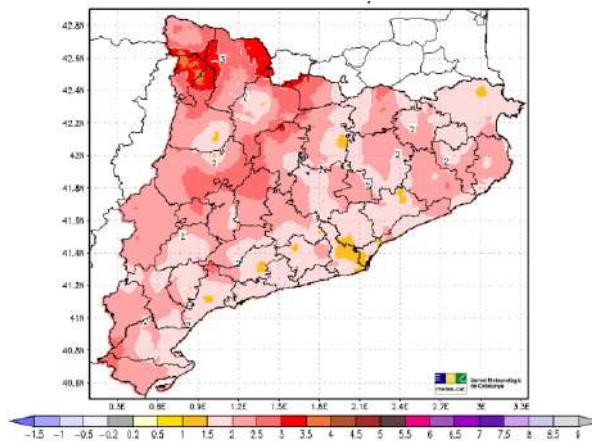 42.8N
42.6N
42.4N
42.2N
42N
41.8N
41.6N
41.4N
41.2N
41N
40.8N
40.6N
0.3E 0.6E 0.9E 1.2E 1.5E 1.8E 2.1E 2.4E 2.7E 3E 3.3E
3
2
2
2
2
2
2
2
Servei Meteorològic
de Catalunya
meteo.cat
-1.5 -1 -0.5 -0.2 0.2 0.5 1 1.5 2 2.5 3 3.5 4 4.5 5 5.5 6 6.5 7 7.5 8 8.5 9